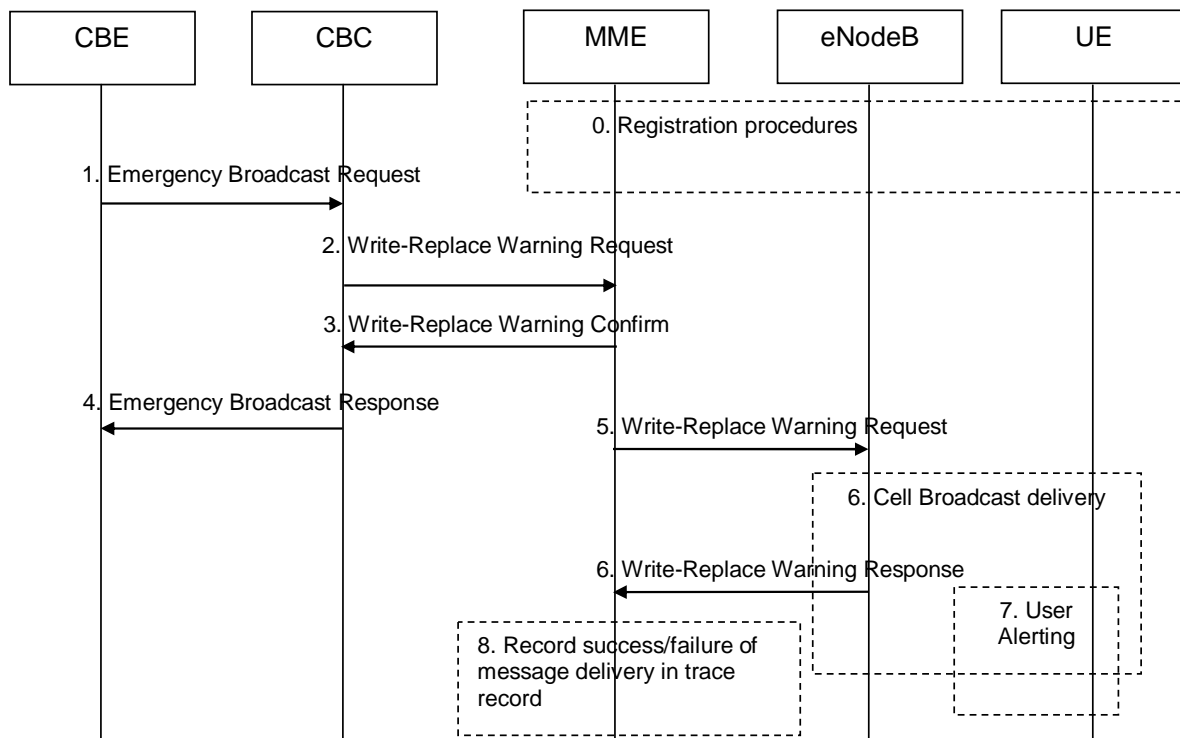 CBE
CBC
MME
eNodeB
UE
0. Registration procedures
1. Emergency Broadcast Request
2. Write-Replace Warning Request
3. Write-Replace Warning Confirm
4. Emergency Broadcast Response
5. Write-Replace Warning Request
6. Cell Broadcast delivery
6. Write-Replace Warning Response
7. User
Alerting
8. Record success/failure of
message delivery in trace
record